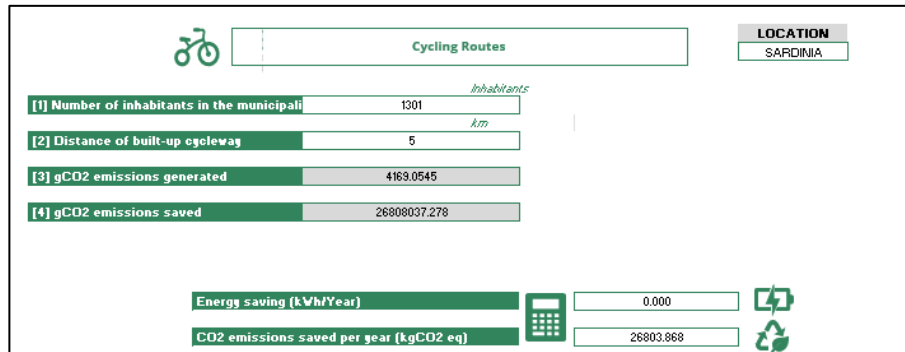 Cycling Routes
LOCATION
SARDINIA
Inhabitants
[1] Number of inhabitants in the municipali 1301
km
[2] Distance of built-up cycleway 5
[3] gCO2 emissions generated 4169.0545
[4] gCO2 emissions saved 26808037.278
Energy saving (kWh/Year) 0.000
CO2 emissions saved per year (kgCO2 eq) 26803.868